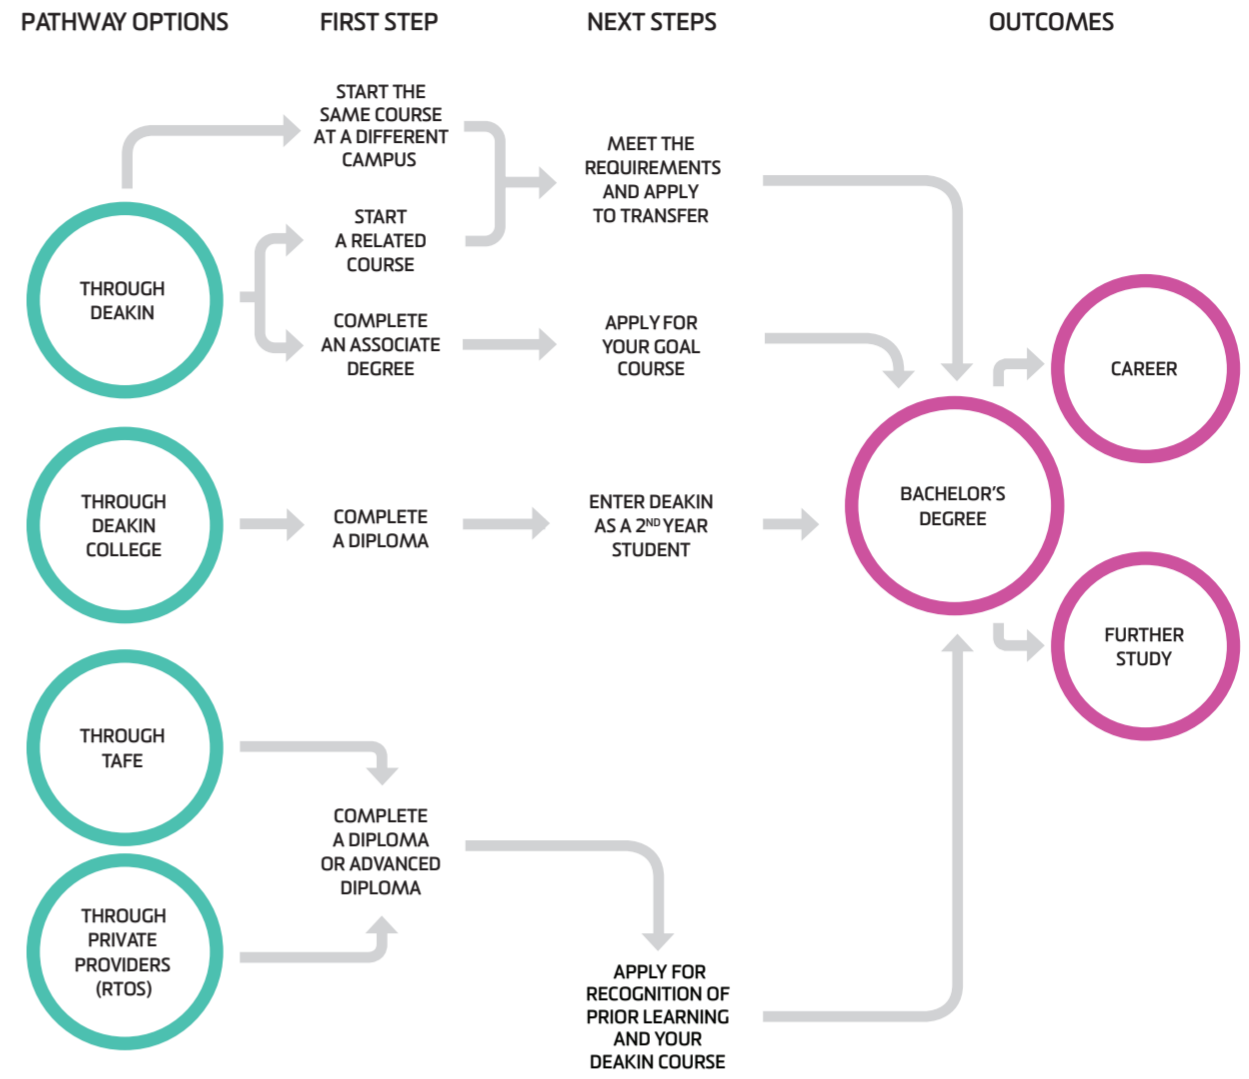 PATHWAY OPTIONS
FIRST STEP
NEXT STEPS
OUTCOMES
THROUGH
DEAKIN
START THE
SAME COURSE
AT A DIFFERENT
CAMPUS
START
A RELATED
COURSE
MEET THE
REQUIREMENTS
AND APPLY
TO TRANSFER
COMPLETE
AN ASSOCIATE
DEGREE
APPLY FOR
YOUR GOAL
COURSE
THROUGH
DEAKIN
COLLEGE
COMPLETE
A DIPLOMA
ENTER DEAKIN
AS A 2ND YEAR
STUDENT
THROUGH
TAFE
THROUGH
PRIVATE
PROVIDERS
(RTOS)
COMPLETE
A DIPLOMA
OR ADVANCED
DIPLOMA
APPLY FOR
RECOGNITION OF
PRIOR LEARNING
AND YOUR
DEAKIN COURSE
BACHELOR'S
DEGREE
CAREER
FURTHER
STUDY